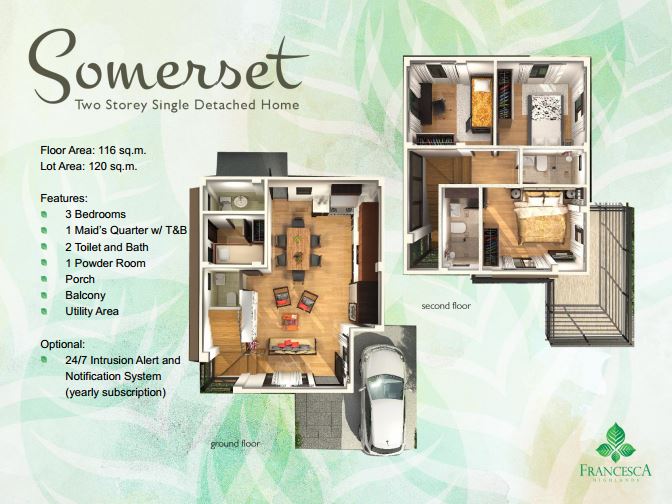 Somerset
Two Storey Single Detached Home
Floor Area: 116 sq.m.
Lot Area: 120 sq.m.
Features:
3 Bedrooms
1 Maid's Quarter w/ T&B
2 Toilet and Bath
1 Powder Room
Porch
Balcony
Utility Area
Optional:
24/7 Intrusion Alert and
Notification System
(yearly subscription)
second floor
ground floor
FRANCESCA
HIGHLANDS